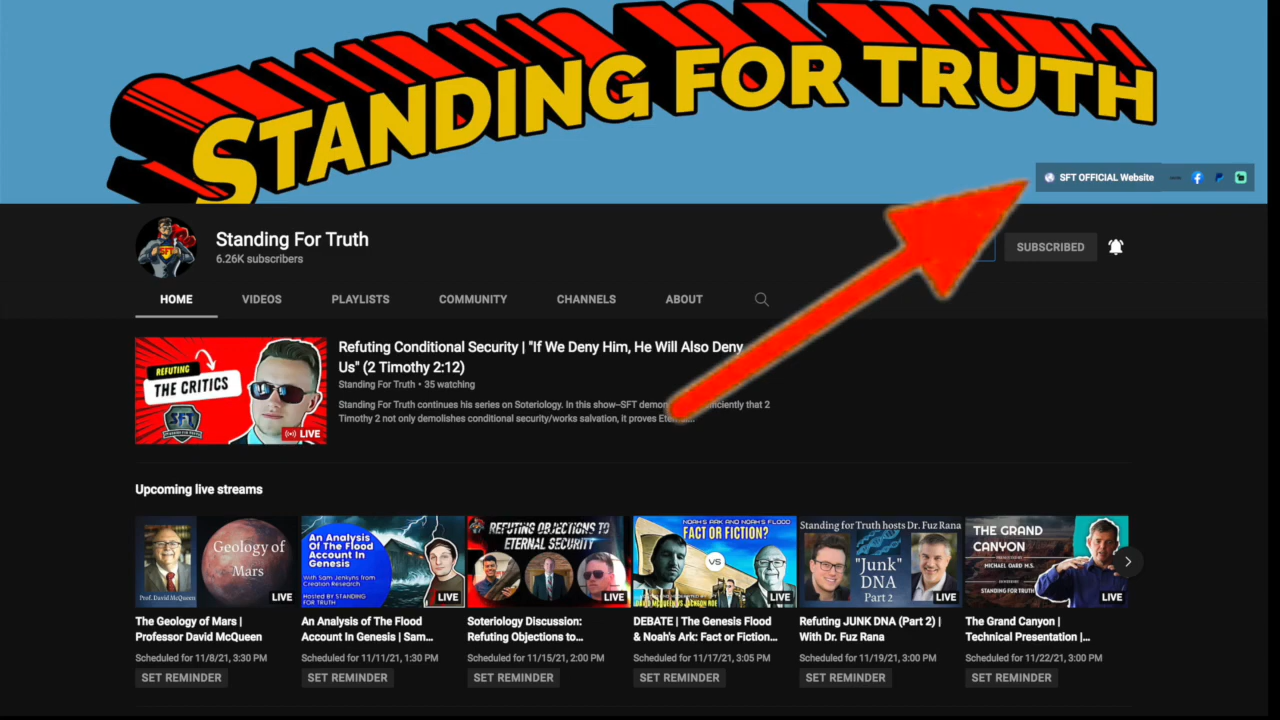 STANDING FOR TRUTH
SFT OFFICIAL Website
Standing For Truth
6.26K subscribers
SUBSCRIBED
HOME VIDEOS PLAYLISTS COMMUNITY CHANNELS ABOUT
REFUTING
THE CRITICS
SFT
LIVE
Refuting Conditional Security | "If We Deny Him, He Will Also Deny
Us" (2 Timothy 2:12)
Standing For Truth • 35 watching
Standing For Truth continues his series on Soteriology. In this show--SFT demon iciently that 2
Timothy 2 not only demolishes conditional security/works salvation, it proves Ete
Upcoming live streams
Geology of
Mars
Prof. David McQueen
LIVE
An Analysis
Of The Flood
Account In
Genesis
With Sam Jenkyns from
Creation Research
Hosted by STANDING
FOR TRUTH
LIVE
REFUTING OBJECTIONS TO
ETERNAL SECURITY
LIVE
NOAH'S ARK AND NOAH'S FLOOD
FACT OR FICTION?
VS
LIVE
Standing for Truth hosts Dr. Fuz Rana
"Junk"
DNA
Part 2
LIVE
THE GRAND
CANYON
MICHAEL OARD M.S.
STANDING FOR TRUTH
LIVE
The Geology of Mars |
Professor David McQueen
Scheduled for 11/8/21, 3:30 PM
SET REMINDER
An Analysis of The Flood
Account In Genesis | Sam...
Scheduled for 11/11/21, 1:30 PM
SET REMINDER
Soteriology Discussion:
Refuting Objections to...
Scheduled for 11/15/21, 2:00 PM
SET REMINDER
DEBATE | The Genesis Flood
& Noah's Ark: Fact or Fiction...
Scheduled for 11/17/21, 3:05 PM
SET REMINDER
Refuting JUNK DNA (Part 2) |
With Dr. Fuz Rana
Scheduled for 11/19/21, 3:00 PM
SET REMINDER
The Grand Canyon |
Technical Presentation |...
Scheduled for 11/22/21, 3:00 PM
SET REMINDER